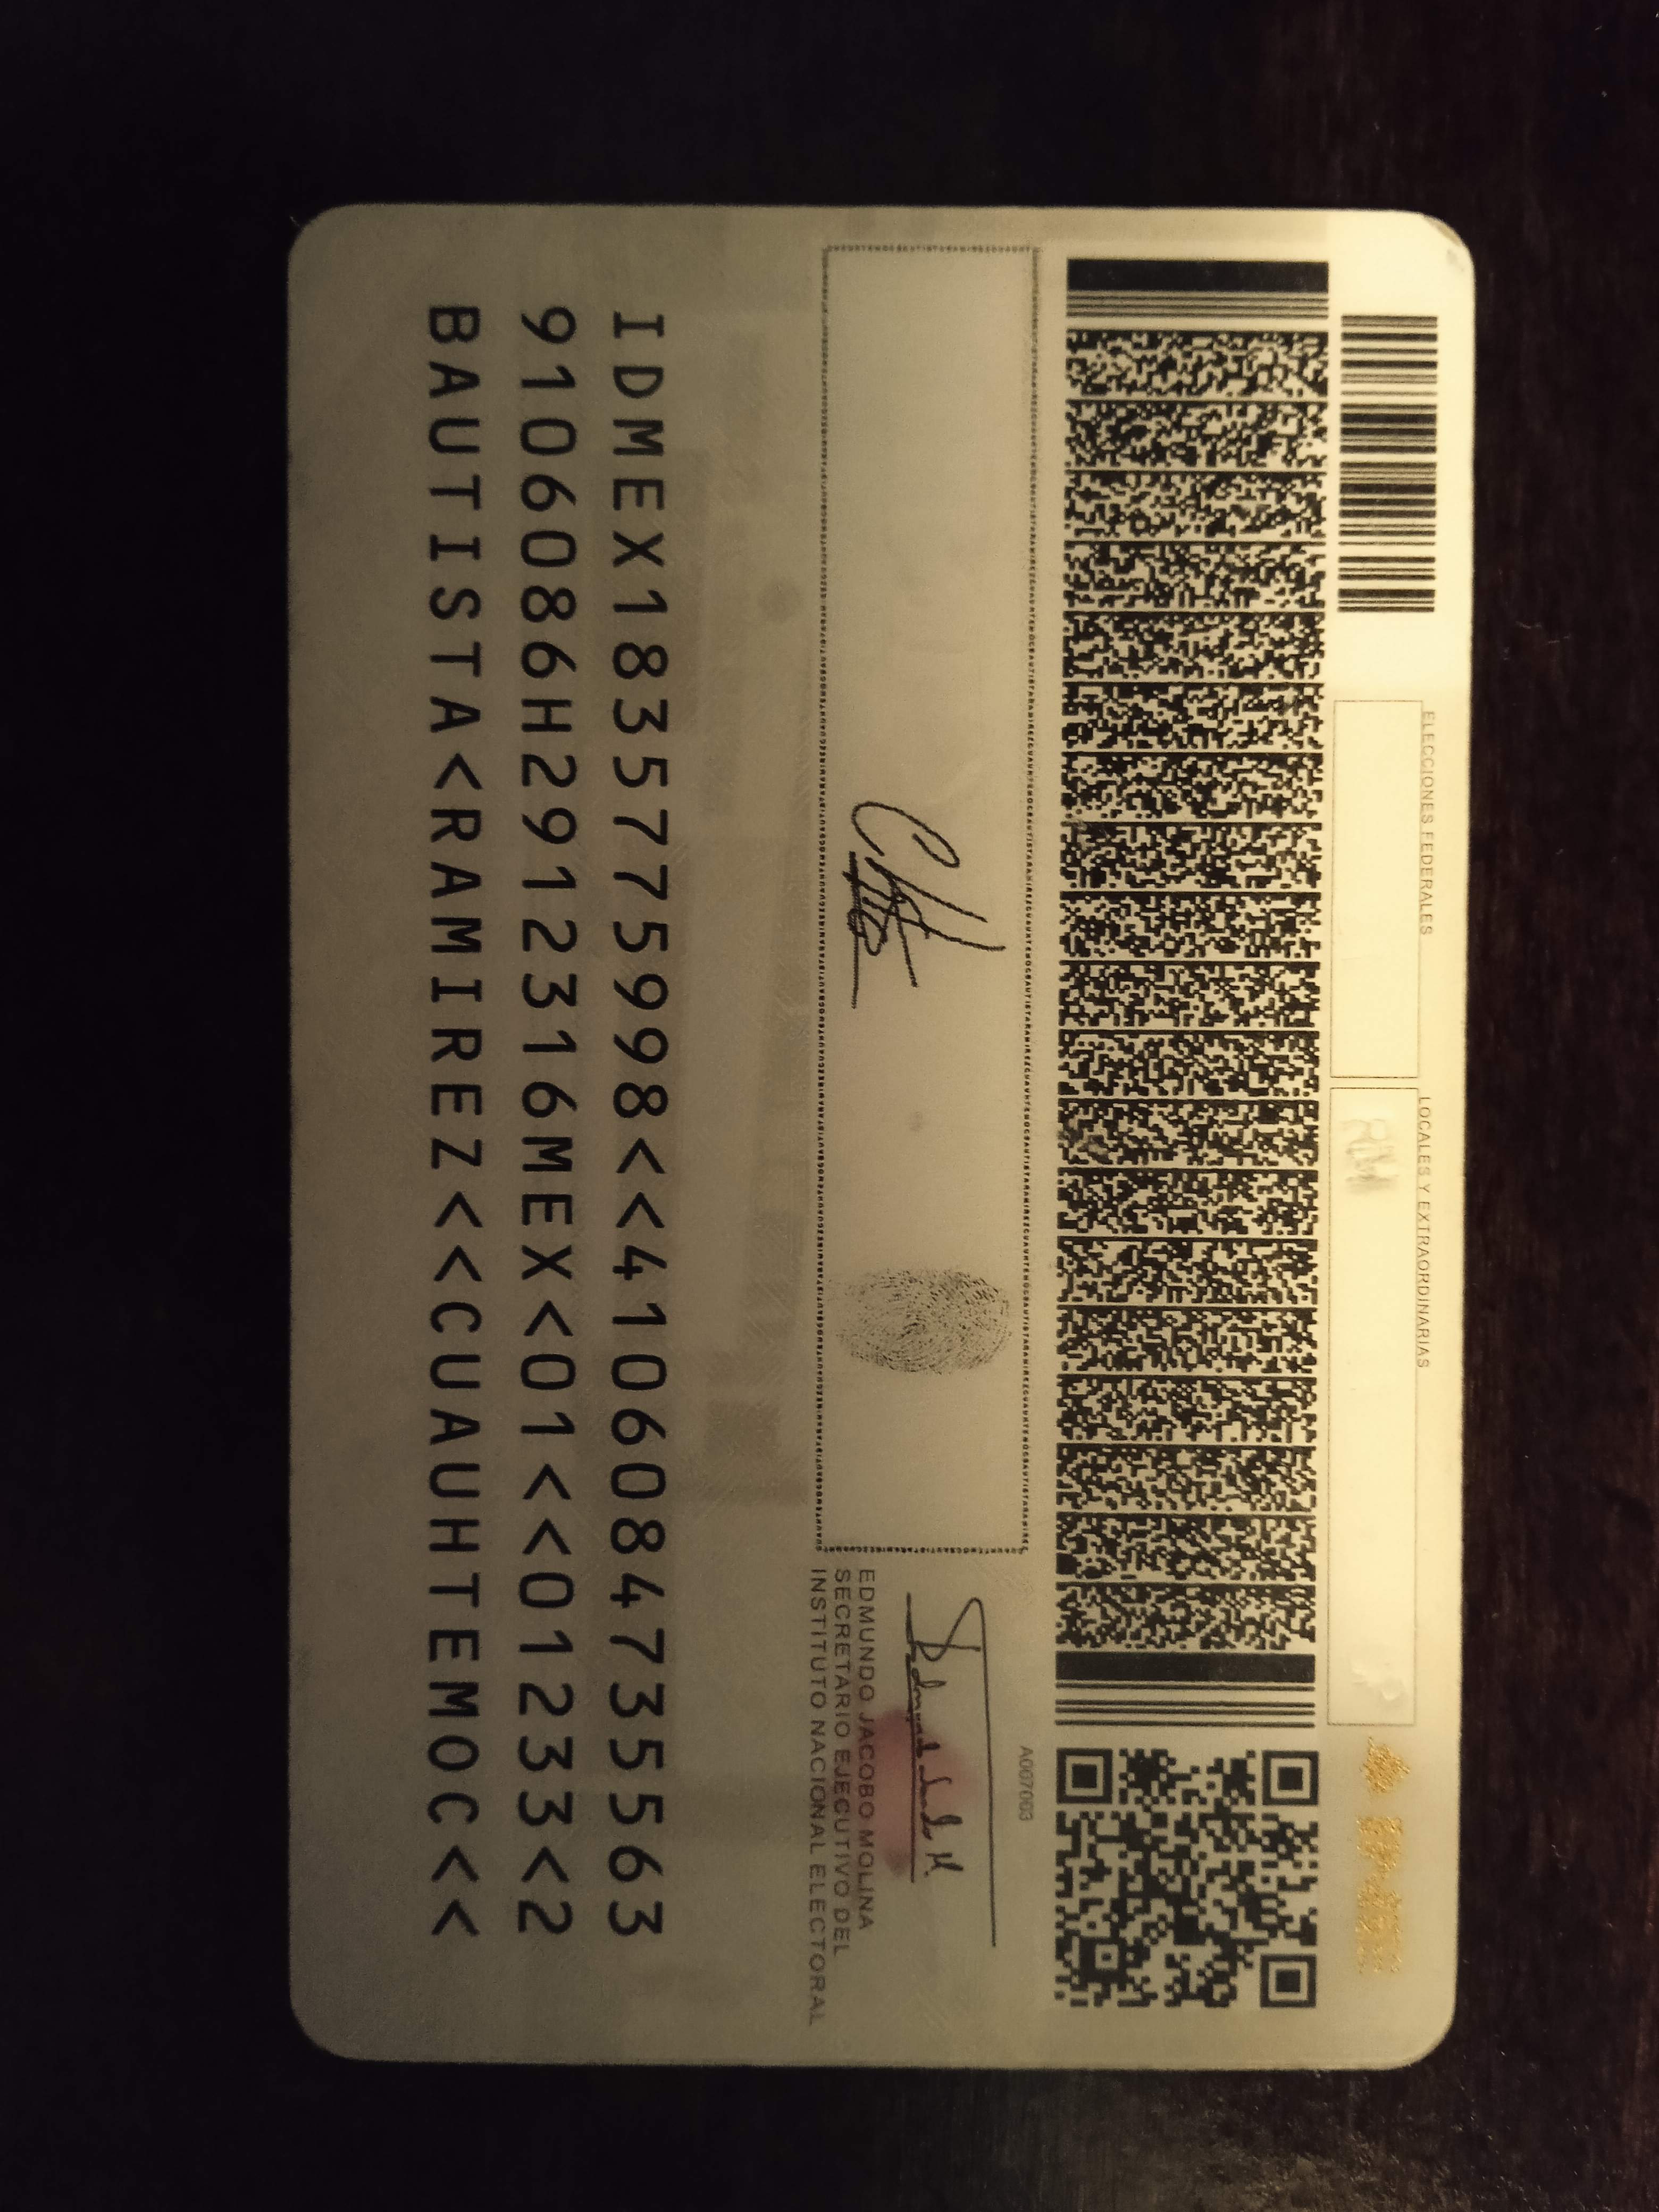 ELECCIONES FEDERALES
LOCALES Y EXTRAORDINARIAS
A007003
EDMUNDO JACOBO MOLINA
SECRETARIO EJECUTIVO DEL
INSTITUTO NACIONAL ELECTORAL
IDMEX1835775998<<4106084735563
9106086H2912316MEX<01<<01233<2
BAUTISTA<RAMIREZ<<CUAUHTEMOC<<